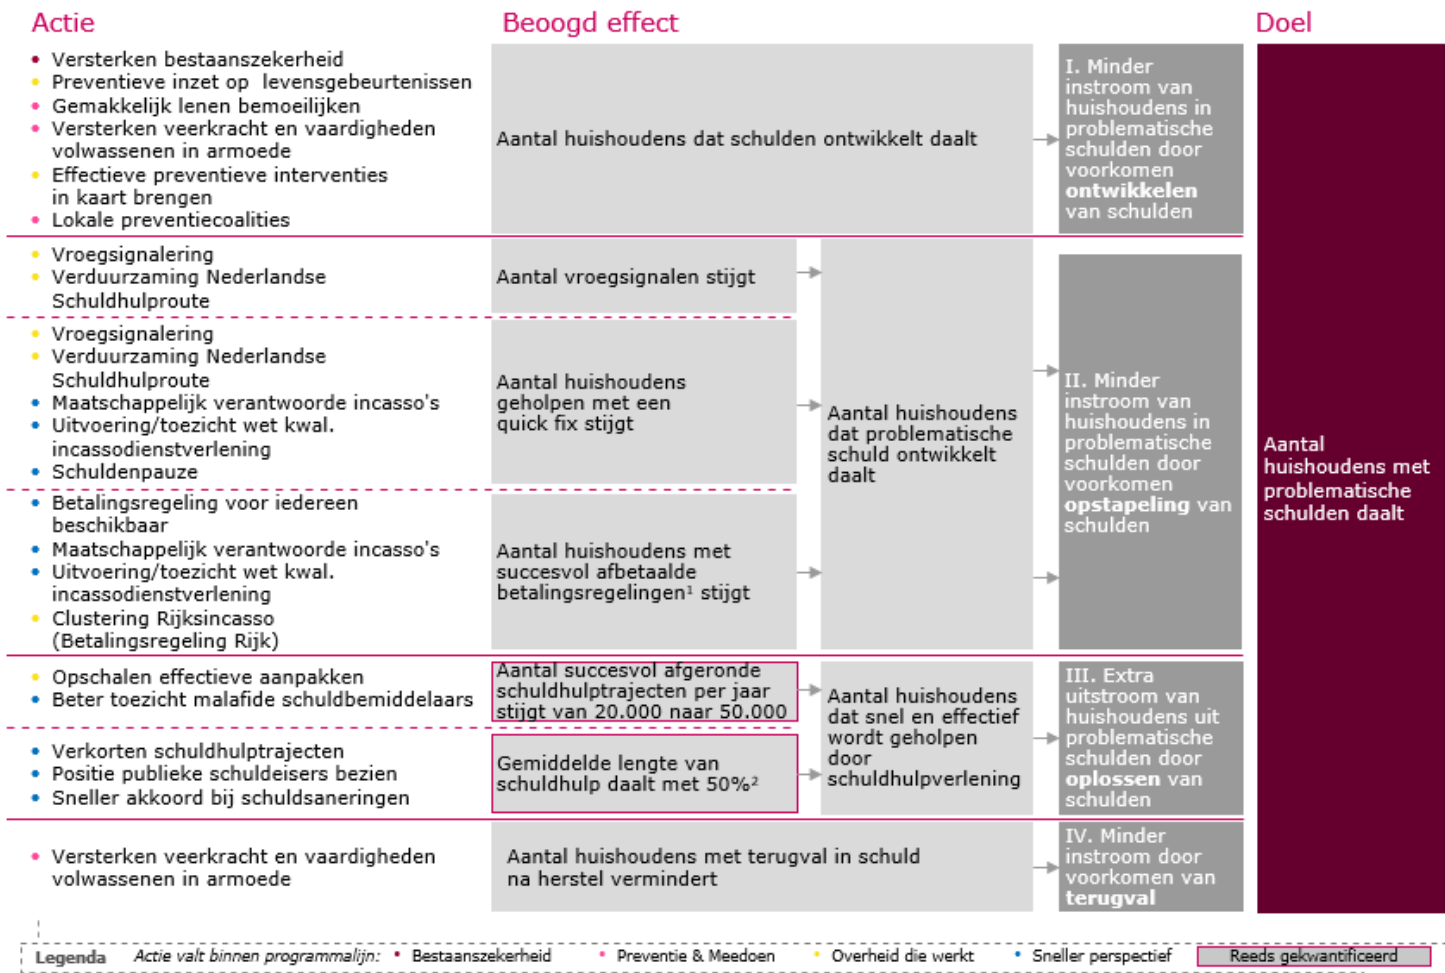 Actie
Beoogd effect
Doel
• Versterken bestaanszekerheid
• Preventieve inzet op levensgebeurtenissen
• Gemakkelijk lenen bemoeilijken
• Versterken veerkracht en vaardigheden
volwassenen in armoede
• Effectieve preventieve interventies
in kaart brengen
• Lokale preventiecoalities
Aantal huishoudens dat schulden ontwikkelt daalt
I. Minder
instroom van
huishoudens in
problematische
schulden door
voorkomen
ontwikkelen
van schulden
• Vroegsignalering
• Verduurzaming Nederlandse
Schuldhulproute
Aantal vroegsignalen stijgt
• Vroegsignalering
• Verduurzaming Nederlandse
Schuldhulproute
• Maatschappelijk verantwoorde incasso's
• Uitvoering/toezicht wet kwal.
incassodienstverlening
• Schuldenpauze
Aantal huishoudens
geholpen met een
quick fix stijgt
• Betalingsregeling voor iedereen
beschikbaar
• Maatschappelijk verantwoorde incasso's
• Uitvoering/toezicht wet kwal.
incassodienstverlening
• Clustering Rijksincasso
(Betalingsregeling Rijk)
Aantal huishoudens met
succesvol afbetaalde
betalingsregelingen¹ stijgt
Aantal huishoudens
dat problematische
schuld ontwikkelt
daalt
II. Minder
instroom van
huishoudens in
problematische
schulden door
voorkomen
opstapeling van
schulden
• Opschalen effectieve aanpakken
• Beter toezicht malafide schuldbemiddelaars
Aantal succesvol afgeronde
schuldhulptrajecten per jaar
stijgt van 20.000 naar 50.000
• Verkorten schuldhulptrajecten
• Positie publieke schuldeisers bezien
• Sneller akkoord bij schuldsaneringen
Gemiddelde lengte van
schuldhulp daalt met 50%²
Aantal huishoudens
dat snel en effectief
wordt geholpen
door
schuldhulpverlening
III. Extra
uitstroom van
huishoudens uit
problematische
schulden door
oplossen van
schulden
• Versterken veerkracht en vaardigheden
volwassenen in armoede
Aantal huishoudens met terugval in schuld
na herstel vermindert
IV. Minder
instroom door
voorkomen van
terugval
Aantal
huishoudens met
problematische
schulden daalt
Legenda Actie valt binnen programmalijn: • Bestaanszekerheid • Preventie & Meedoen • Overheid die werkt • Sneller perspectief Reeds gekwantificeerd